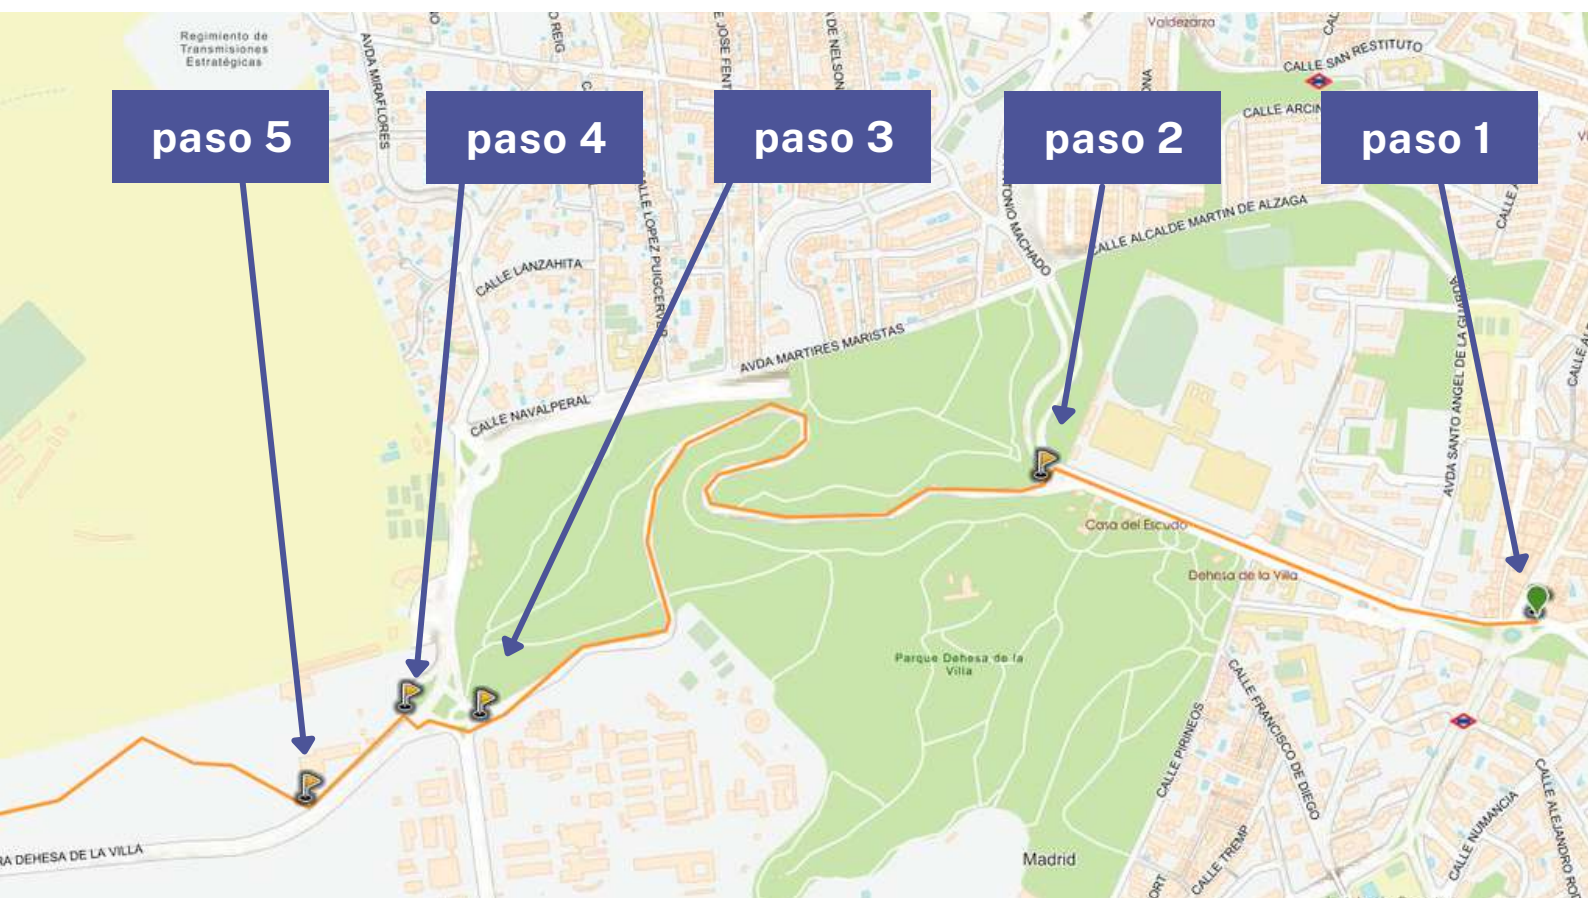 Regimiento de
Transmisiones
Estratégicas
AVDA MIRAFLORES
Valdezarza
CALLE SAN RESTITUTO
paso 5
paso 4
paso 3
paso 2
paso 1
CALLE LANZAHITA
CALLE ALCALDE MARTIN DE ALZAGA
AVDA MARTIRES MARISTAS
CALLE NAVALPERAL
AVDA SANTO ANGEL DE LA GUARDA
Casa del Escudo
Dehesa de la Villa
Parque Dehesa de la
Villa
CALLE PIRINEOS
CALLE FRANCISCO DE DIEGO
CALLE TREMP
CALLE NUMANCIA
Madrid
RA DEHESA DE LA VILLA